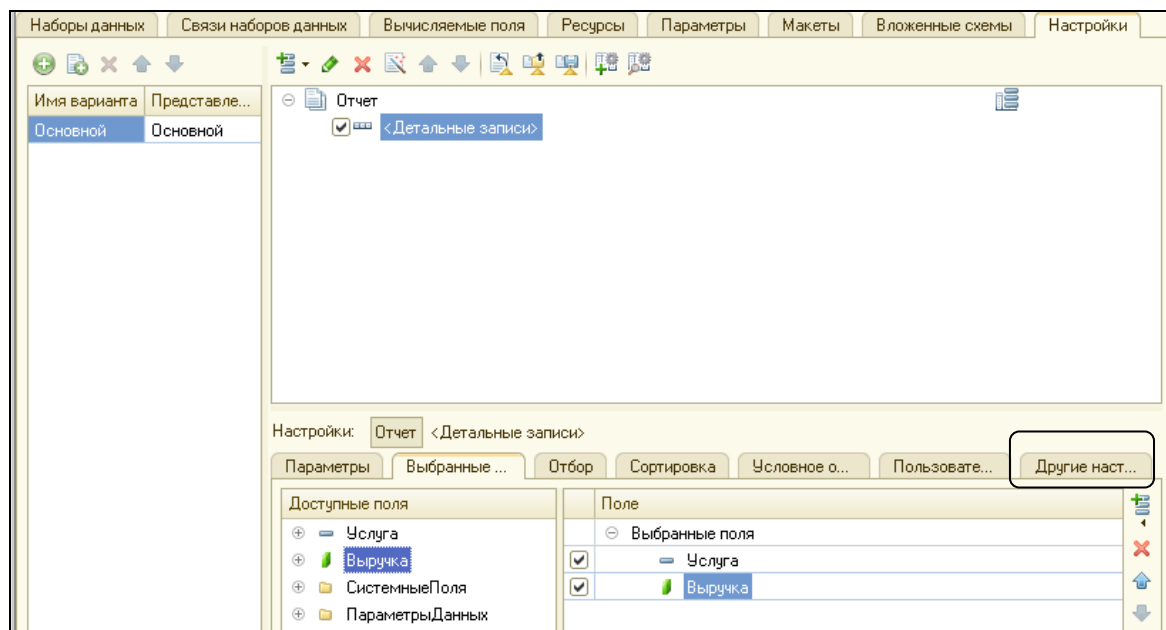 Наборы данных Связи наборов данных Вычисляемые поля Ресурсы Параметры Макеты Вложенные схемы Настройки
Имя варианта Представле...
Основной Основной
Отчет
<Детальные записи>
Настройки: Отчет <Детальные записи>
Параметры Выбранные ... Отбор Сортировка Условное о... Пользовате... Другие наст...
Доступные поля Поле
Услуга Выбранные поля
Выручка Услуга
СистемныеПоля Выручка
ПараметрыДанных